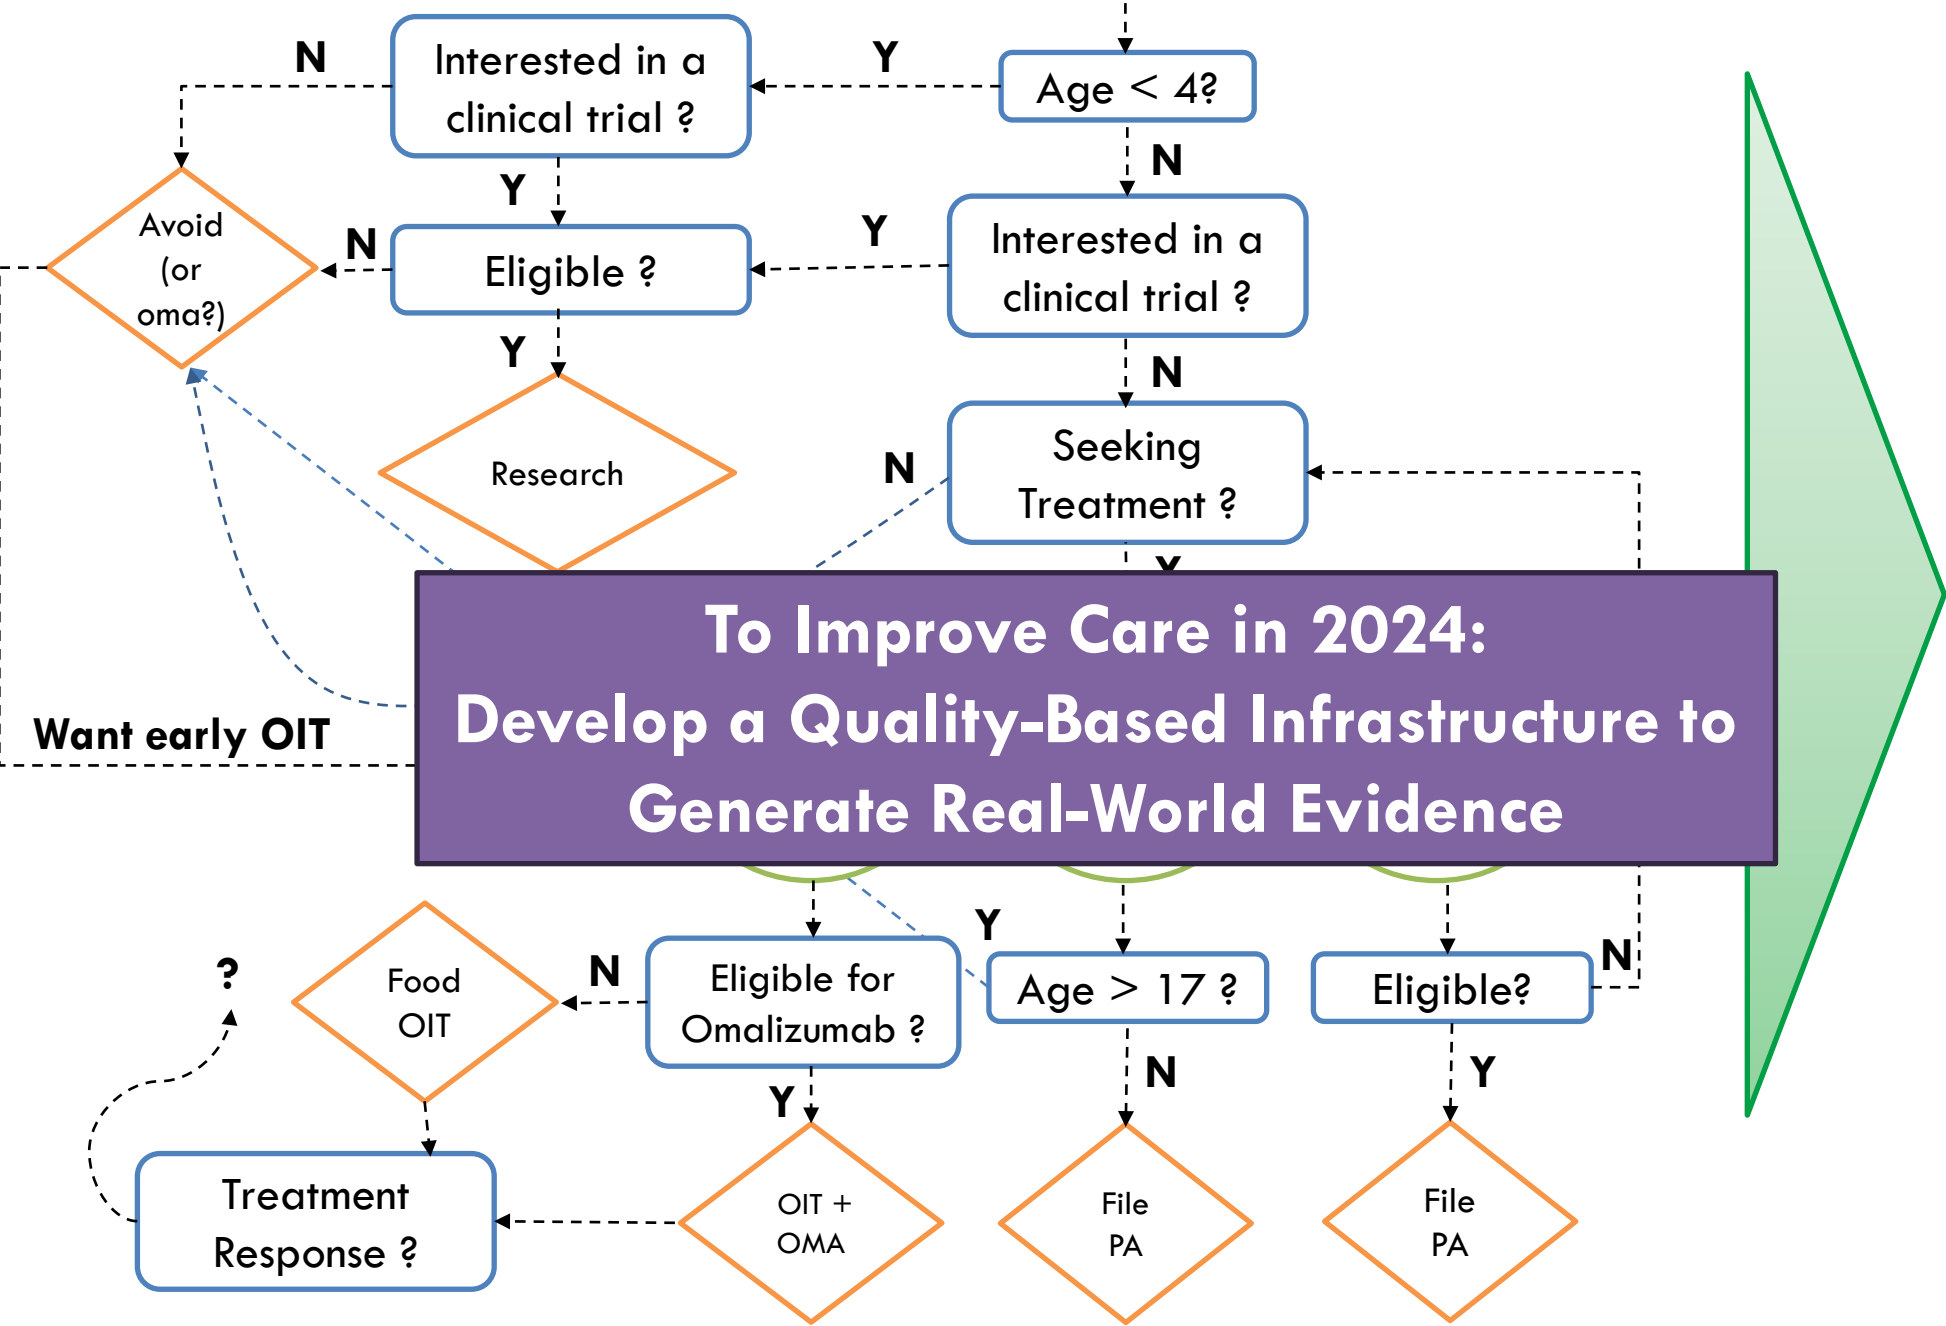 N
Interested in a
clinical trial ?
Y
Age < 4?
Y
N
Avoid
(or
oma?)
N
Eligible ?
Y
Interested in a
clinical trial ?
Y
N
Research
N
Seeking
Treatment ?
Y
To Improve Care in 2024:
Develop a Quality-Based Infrastructure to
Generate Real-World Evidence
Want early OIT
?
Food
OIT
N
Eligible for
Omalizumab ?
Y
Age > 17 ?
Eligible?
N
Y
N
Y
Treatment
Response ?
OIT +
OMA
File
PA
File
PA